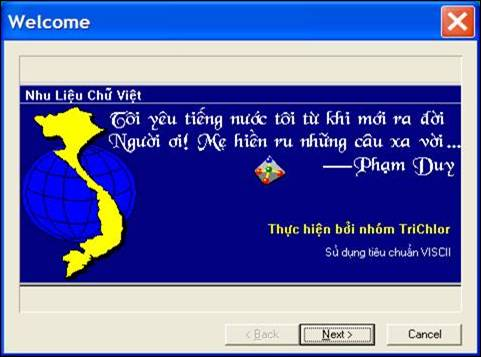 Welcome
Nhu Liệu Chữ Việt
Tôi yêu tiếng nước tôi từ khi mới ra đời
Người ơi! Mẹ hiền ru những câu xa vời ...
—Phạm Duy
Thực hiện bởi nhóm TriChlor
Sử dụng tiêu chuẩn VISCII
< Back
Next >
Cancel